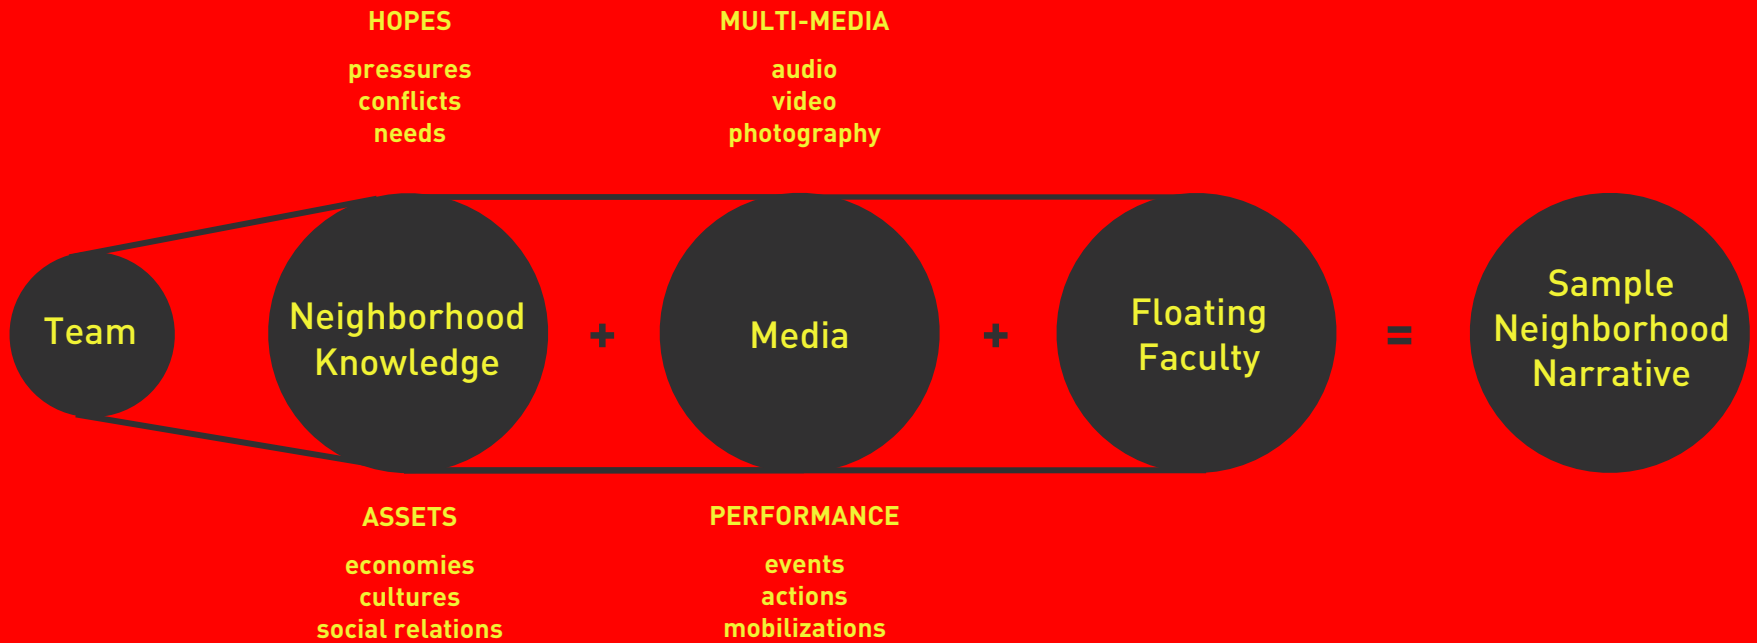 HOPES
pressures
conflicts
needs
MULTI-MEDIA
audio
video
photography
Team
Neighborhood
Knowledge
+
Media
+
Floating
Faculty
=
Sample
Neighborhood
Narrative
ASSETS
economies
cultures
social relations
PERFORMANCE
events
actions
mobilizations